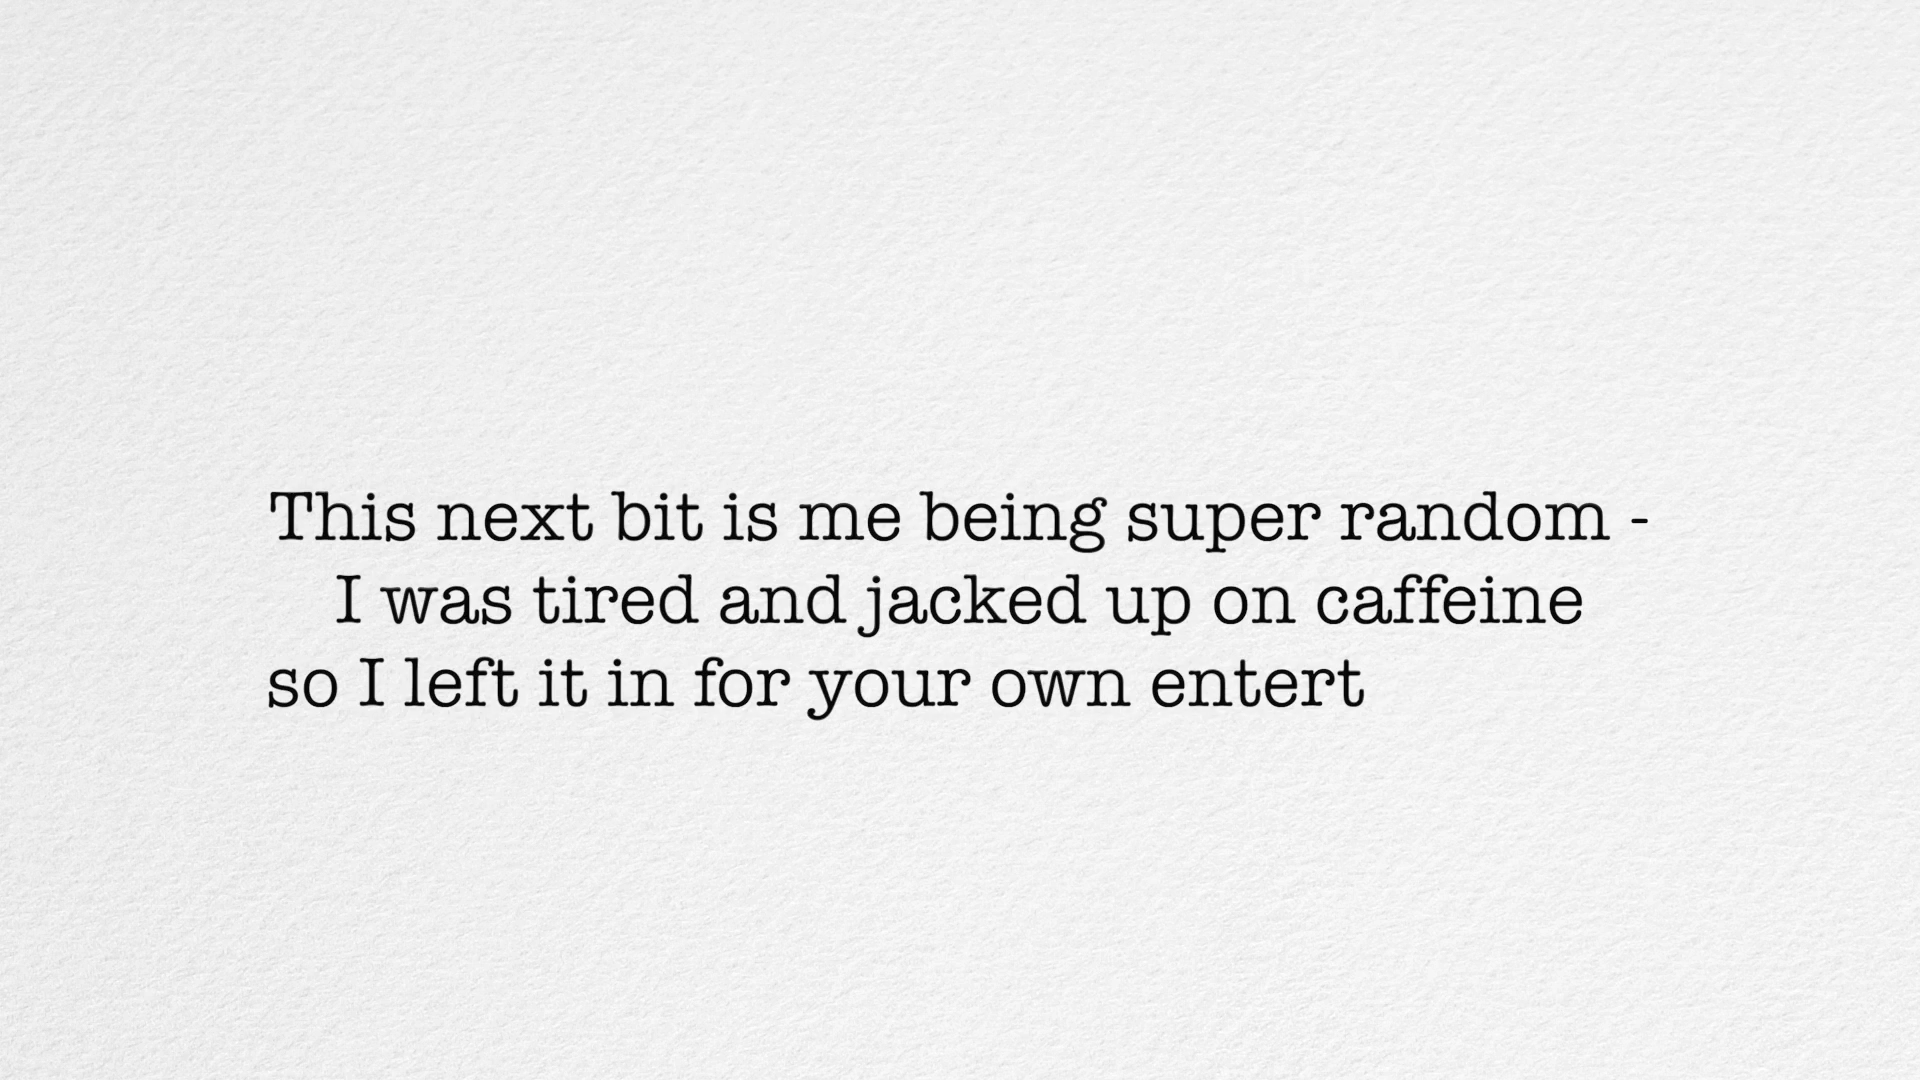 This next bit is me being super random -
I was tired and jacked up on caffeine
so I left it in for your own entert